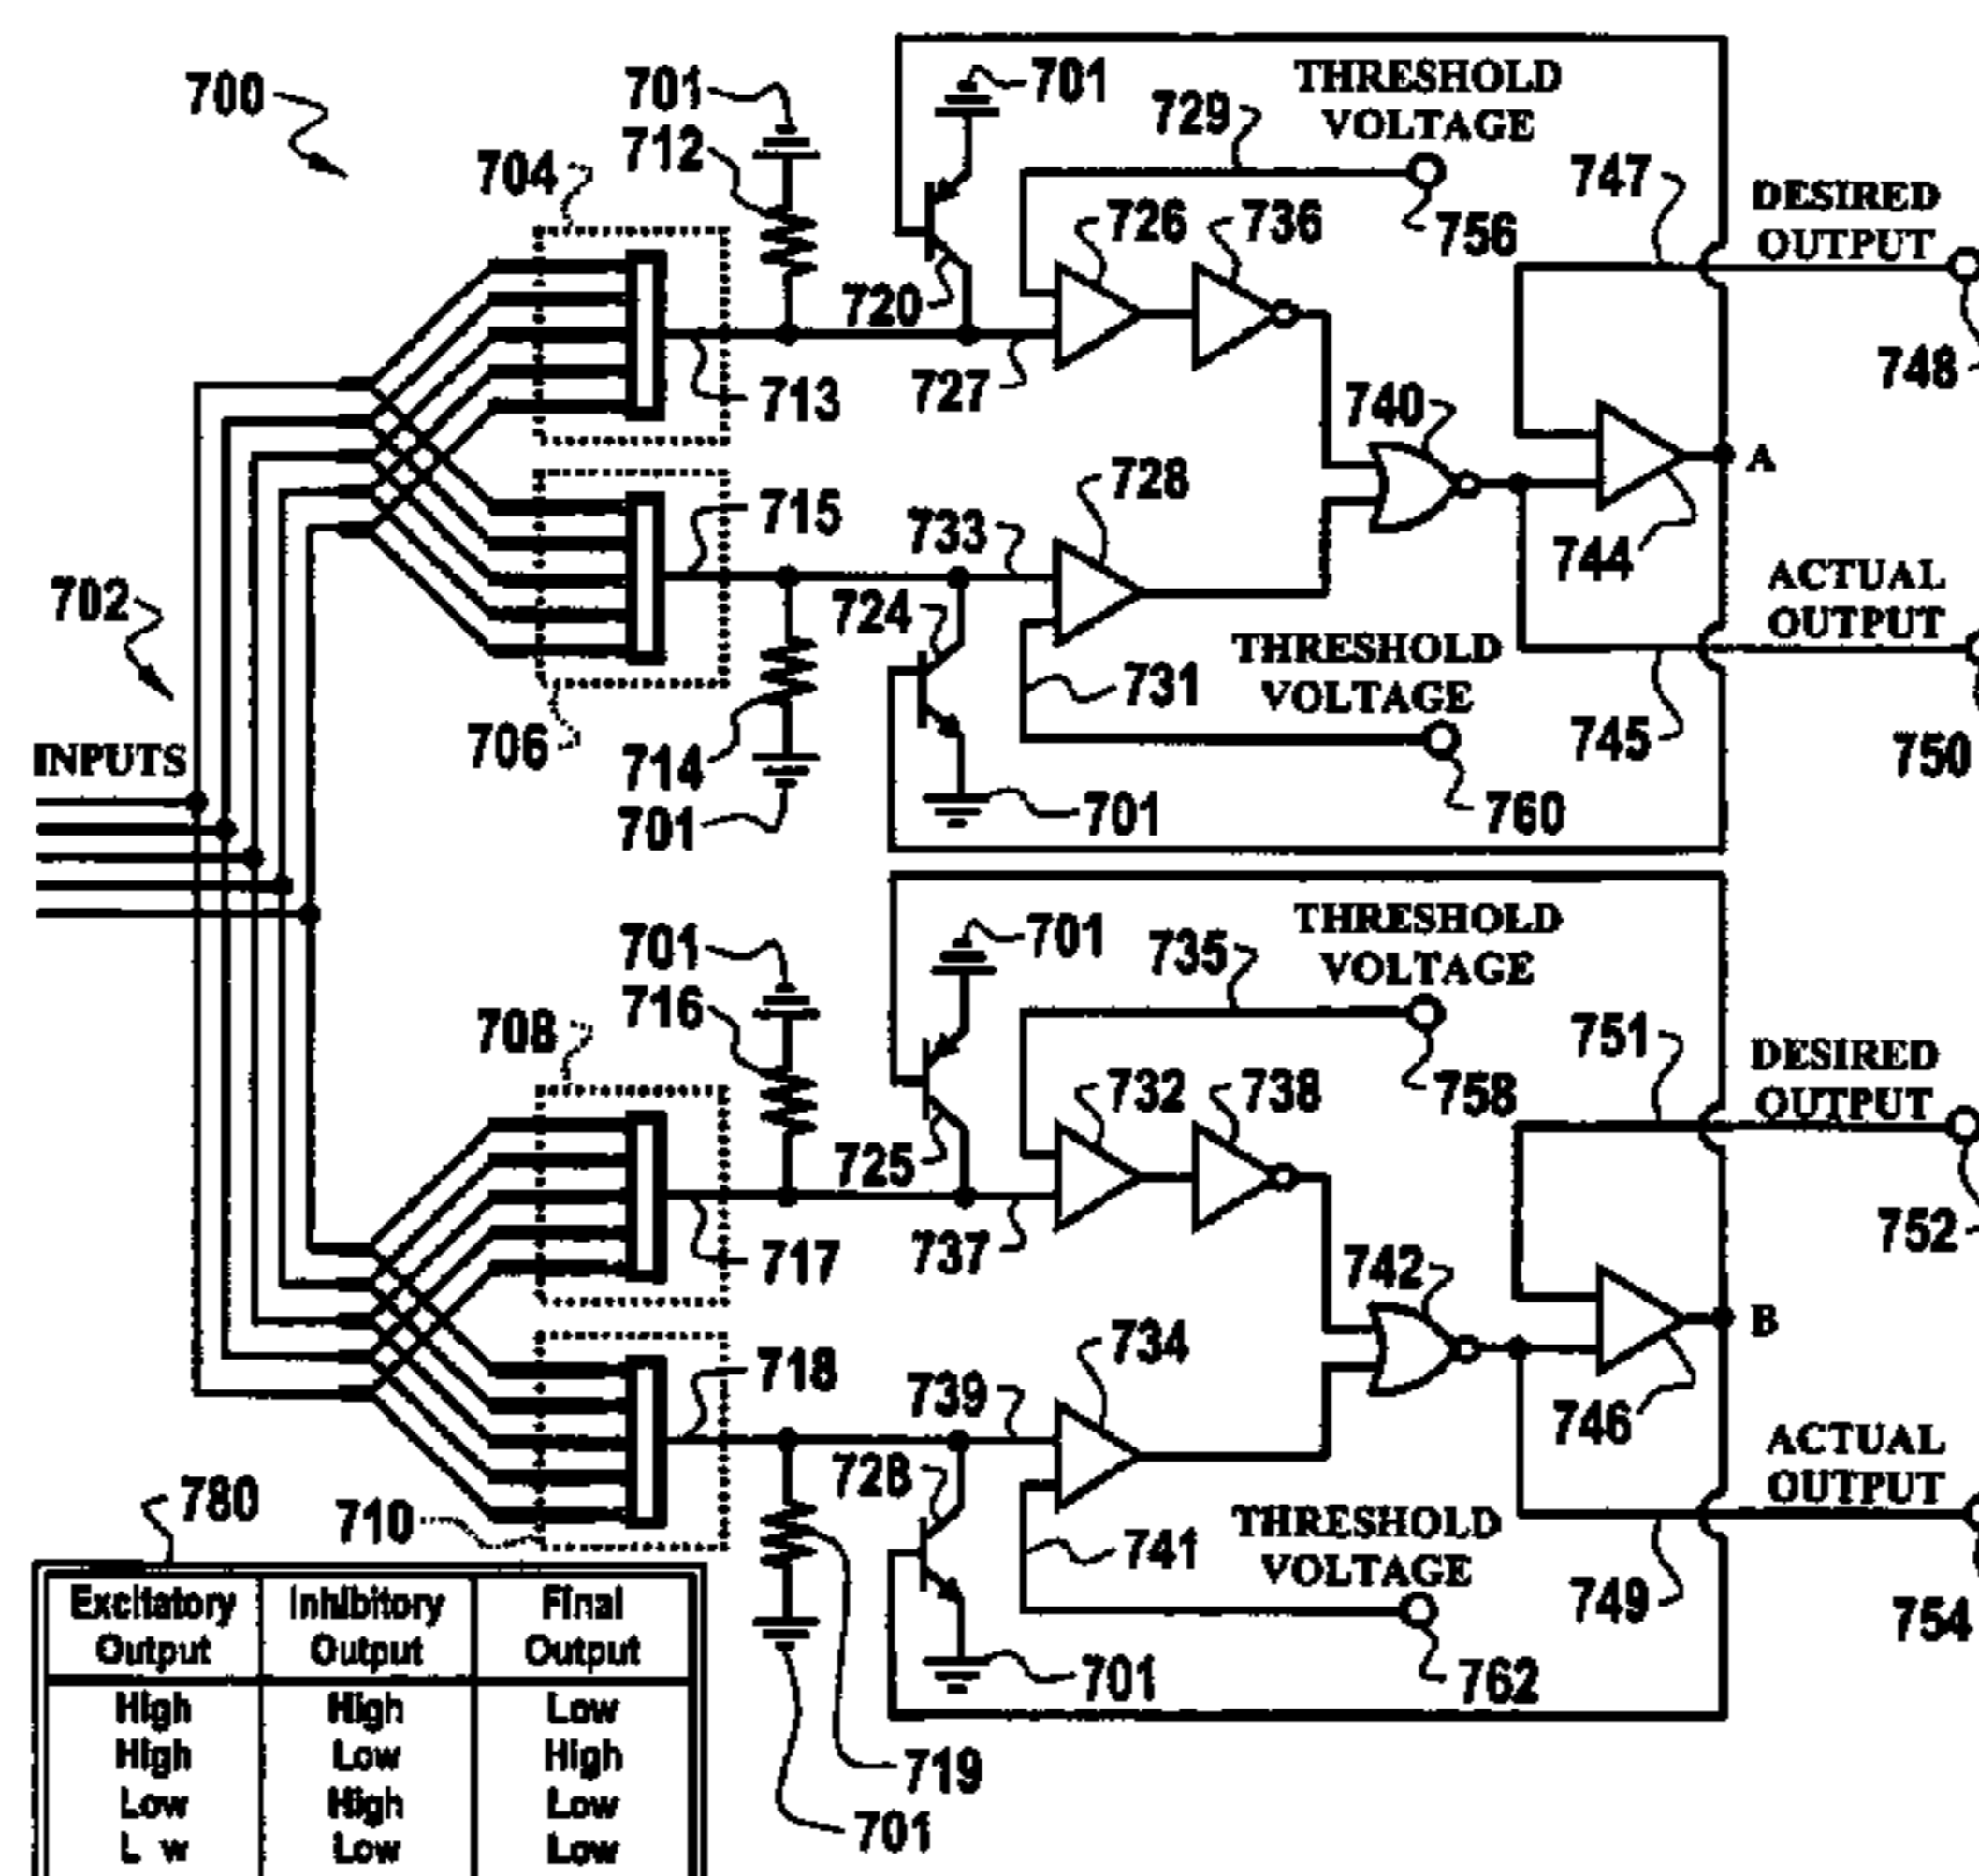 700
701
712
704
701
729
THRESHOLD
VOLTAGE
747
DESIRED
OUTPUT
726
736
756
720
713
727
748
740
A
715
733
728
744
ACTUAL
OUTPUT
702
724
THRESHOLD
VOLTAGE
731
745
706
714
750
INPUTS
701
701
760
701
716
708
701
735
THRESHOLD
VOLTAGE
751
DESIRED
OUTPUT
732
738
758
725
717
737
752
742
B
718
734
739
746
ACTUAL
OUTPUT
780
710
728
THRESHOLD
VOLTAGE
741
749
754
701
762
719
701
Excitatory Output Inhibitory Output Final Output
High High Low
High Low High
Low High Low
L w Low Low